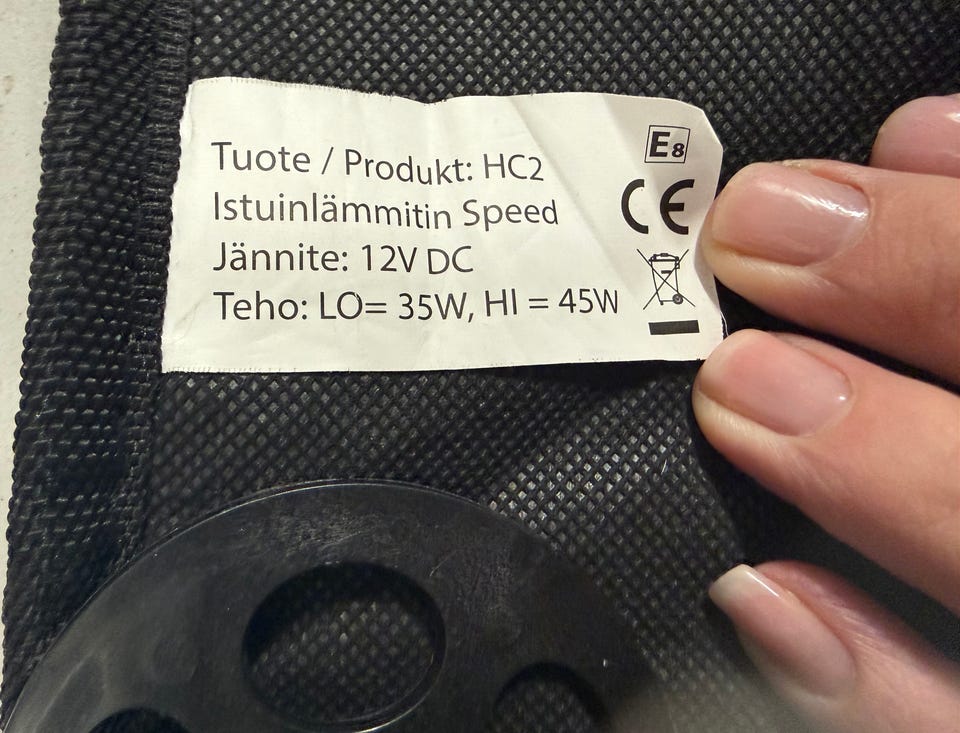 Tuote / Produkt: HC2
Istuinlämmitin Speed
Jännite: 12V DC
Teho: LO= 35W, HI = 45W
E8
CE